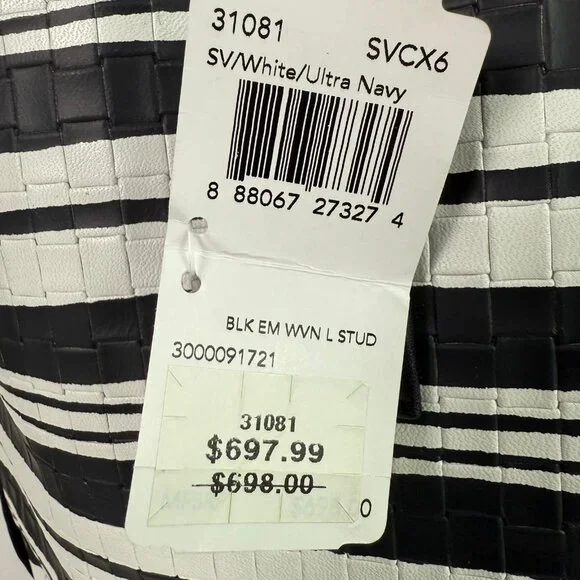 31081 SVCX6
SV/White/Ultra Navy
8 88067 27327 4
BLK EM WVN L STUD
3000091721
31081
$697.99
$698.00
0